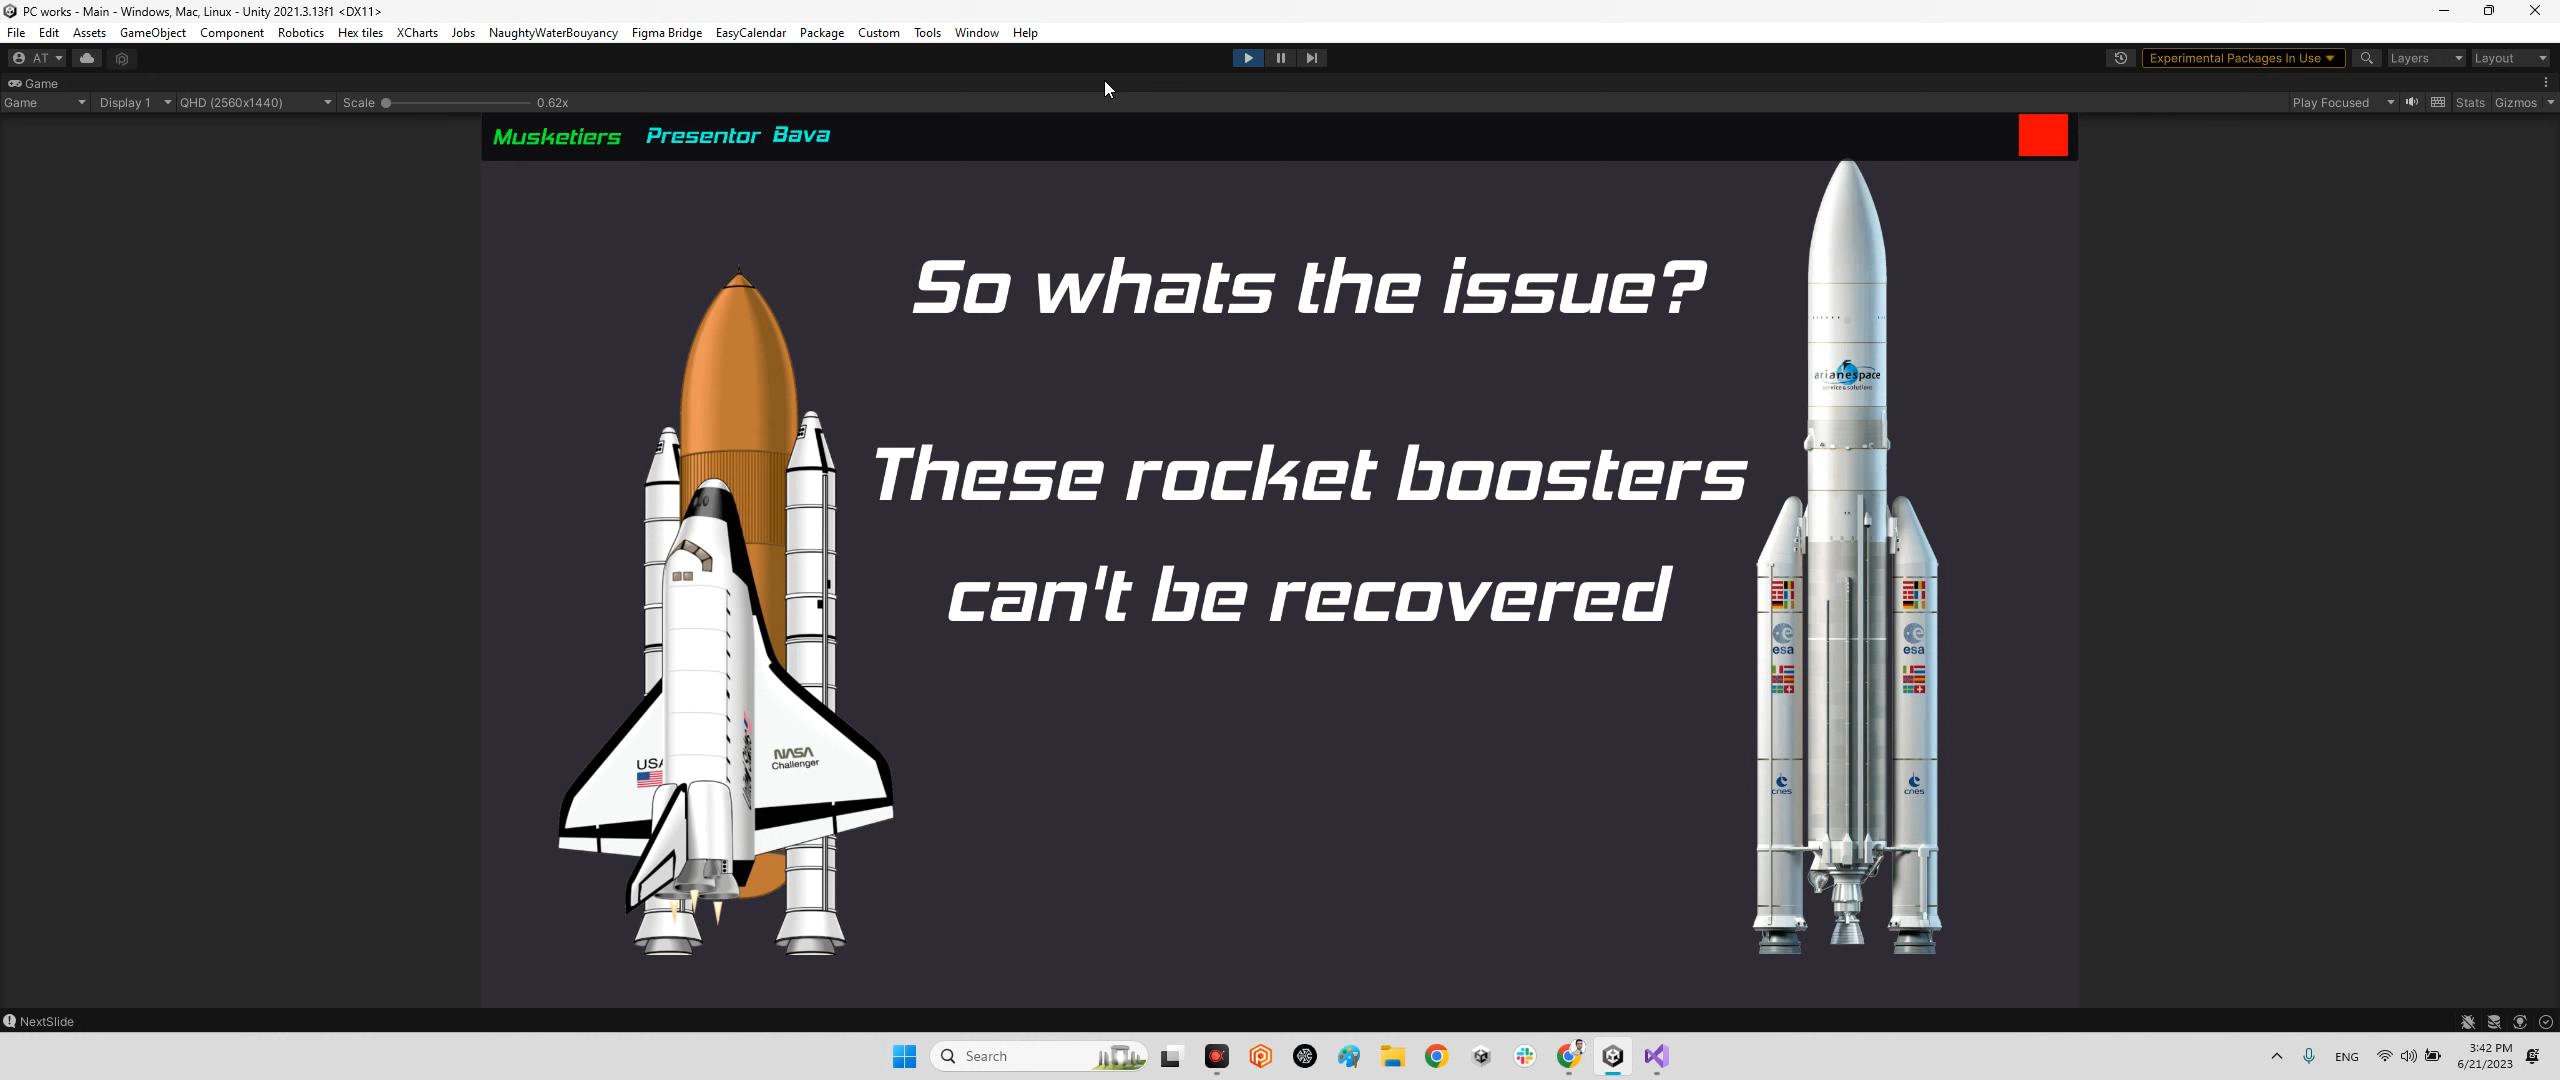 PC works - Main - Windows, Mac, Linux - Unity 2021.3.13f1 <DX11>
File Edit Assets GameObject Component Robotics Hex tiles XCharts Jobs NaughtyWaterBouyancy Figma Bridge EasyCalendar Package Custom Tools Window Help
AT Experimental Packages In Use Layers Layout
Game
Game Display 1 QHD (2560x1440) Scale 0.62x Play Focused Stats Gizmos
Musketiers Presentor Bava
So whats the issue?
arianespace
service & solutions
These rocket boosters
can't be recovered
esa esa
USA NASA
Challenger
cnes cnes
NextSlide
Search
ENG
3:42 PM
6/21/2023